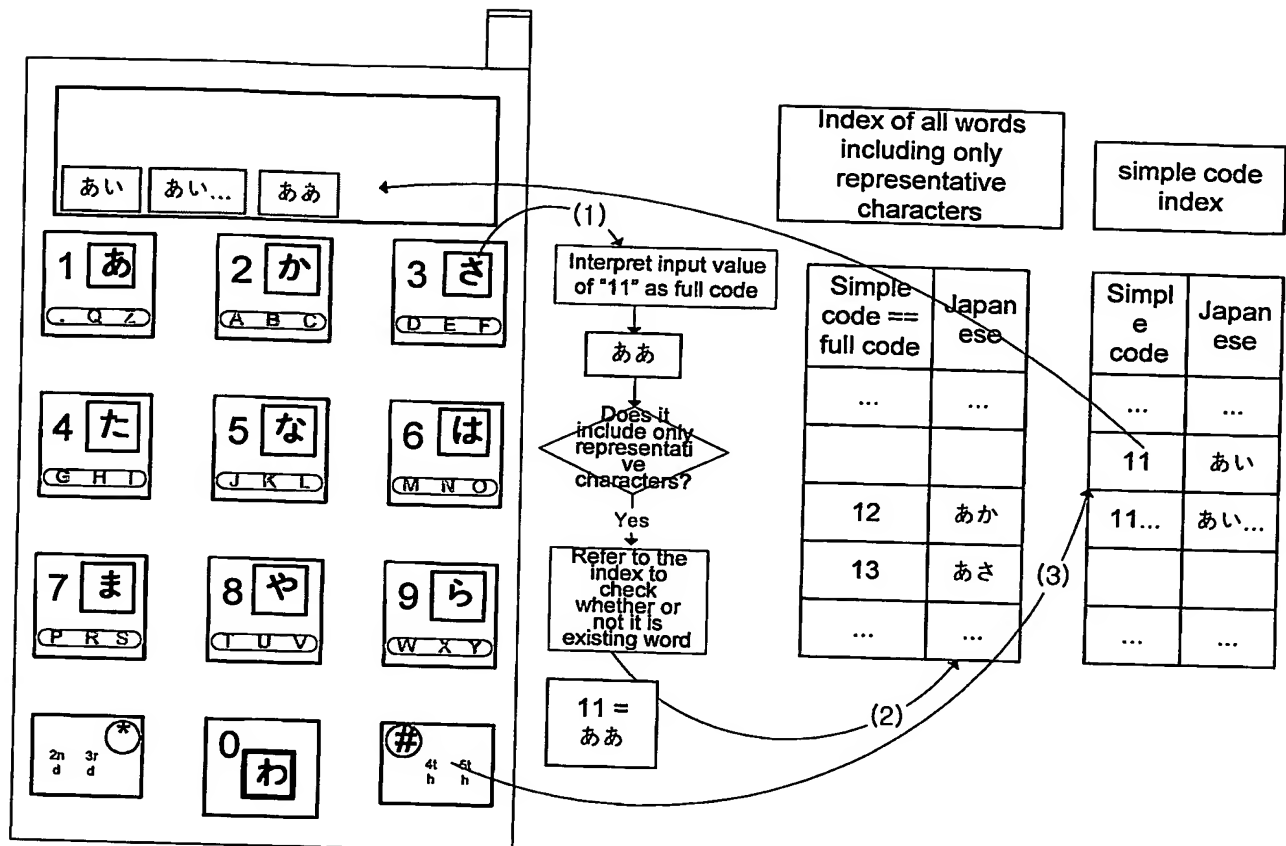 あい あい... ああ
1 あ
. Q Z
2 か
A B C
3 さ
D E F
4 た
G H I
5 な
J K L
6 は
M N O
7 ま
P R S
8 や
T U V
9 ら
W X Y
*
2n 3r
d d
0
わ
#
4t 5t
h h
(1)
Interpret input value
of "11" as full code
ああ
Does it
include only
representati
ve
characters?
Yes
Refer to the
index to
check
whether or
not it is
existing word
11 =
ああ
(2)
(3)
Index of all words
including only
representative
characters
Simple
code ==
full code
Japan
ese
... ...
12 あか
13 あさ
... ...
simple code
index
Simpl
e
code
Japan
ese
... ...
11 あい
11... あい...
... ...